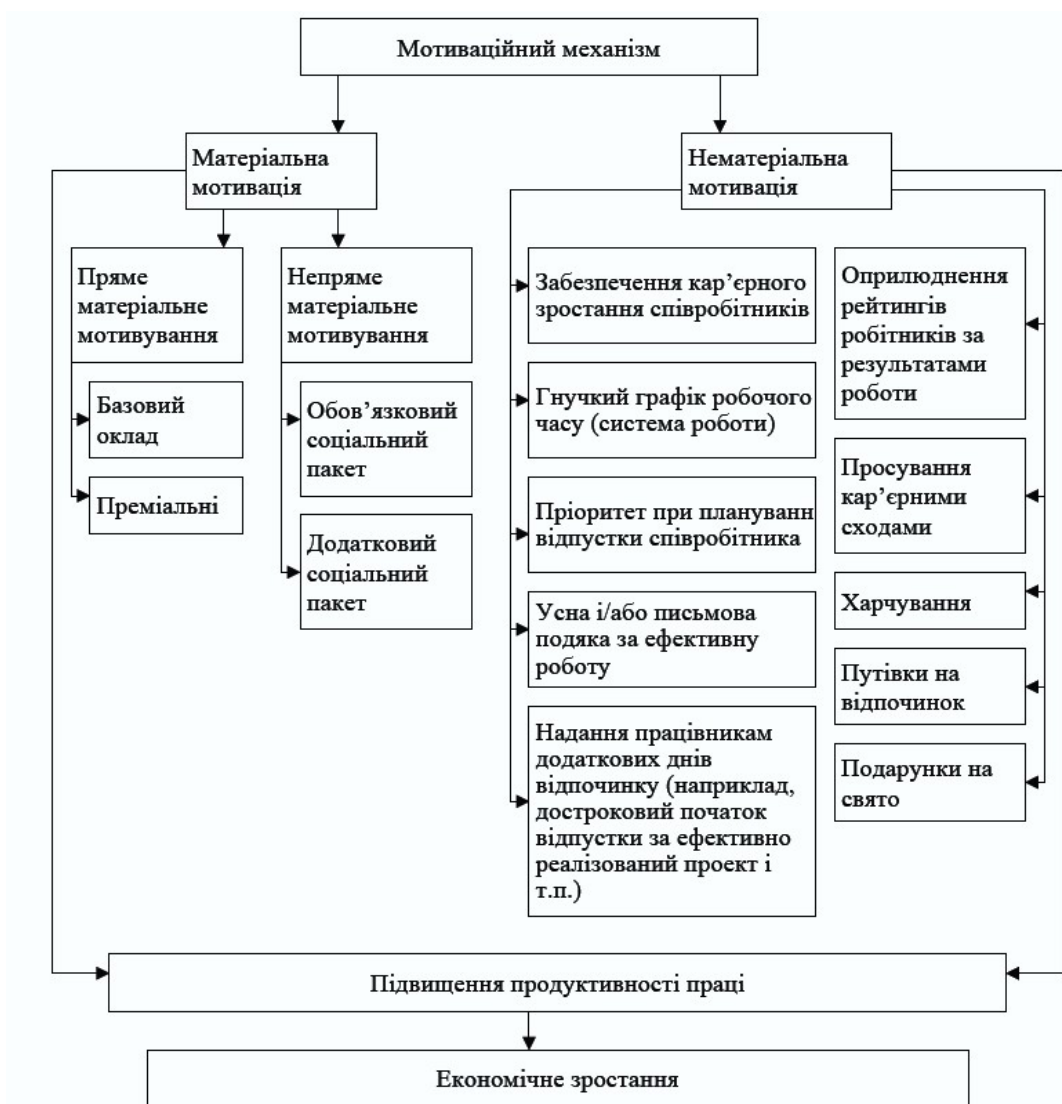 Мотиваційний механізм
Матеріальна
мотивація
Нематеріальна
мотивація
Пряме
матеріальне
мотивування
Непряме
матеріальне
мотивування
Базовий
оклад
Преміальні
Обов’язковий
соціальний
пакет
Додатковий
соціальний
пакет
Забезпечення кар’єрного
зростання співробітників
Гнучкий графік робочого
часу (система роботи)
Пріоритет при плануванн
відпустки співробітника
Усна і/або письмова
подяка за ефективну
роботу
Надання працівникам
додаткових днів
відпочинку (наприклад,
достроковий початок
відпустки за ефективно
реалізований проект і
т.п.)
Оприлюднення
рейтингів
робітників за
результатами
роботи
Просування
кар’єрними
сходами
Харчування
Путівки на
відпочинок
Подарунки на
свято
Підвищення продуктивності праці
Економічне зростання